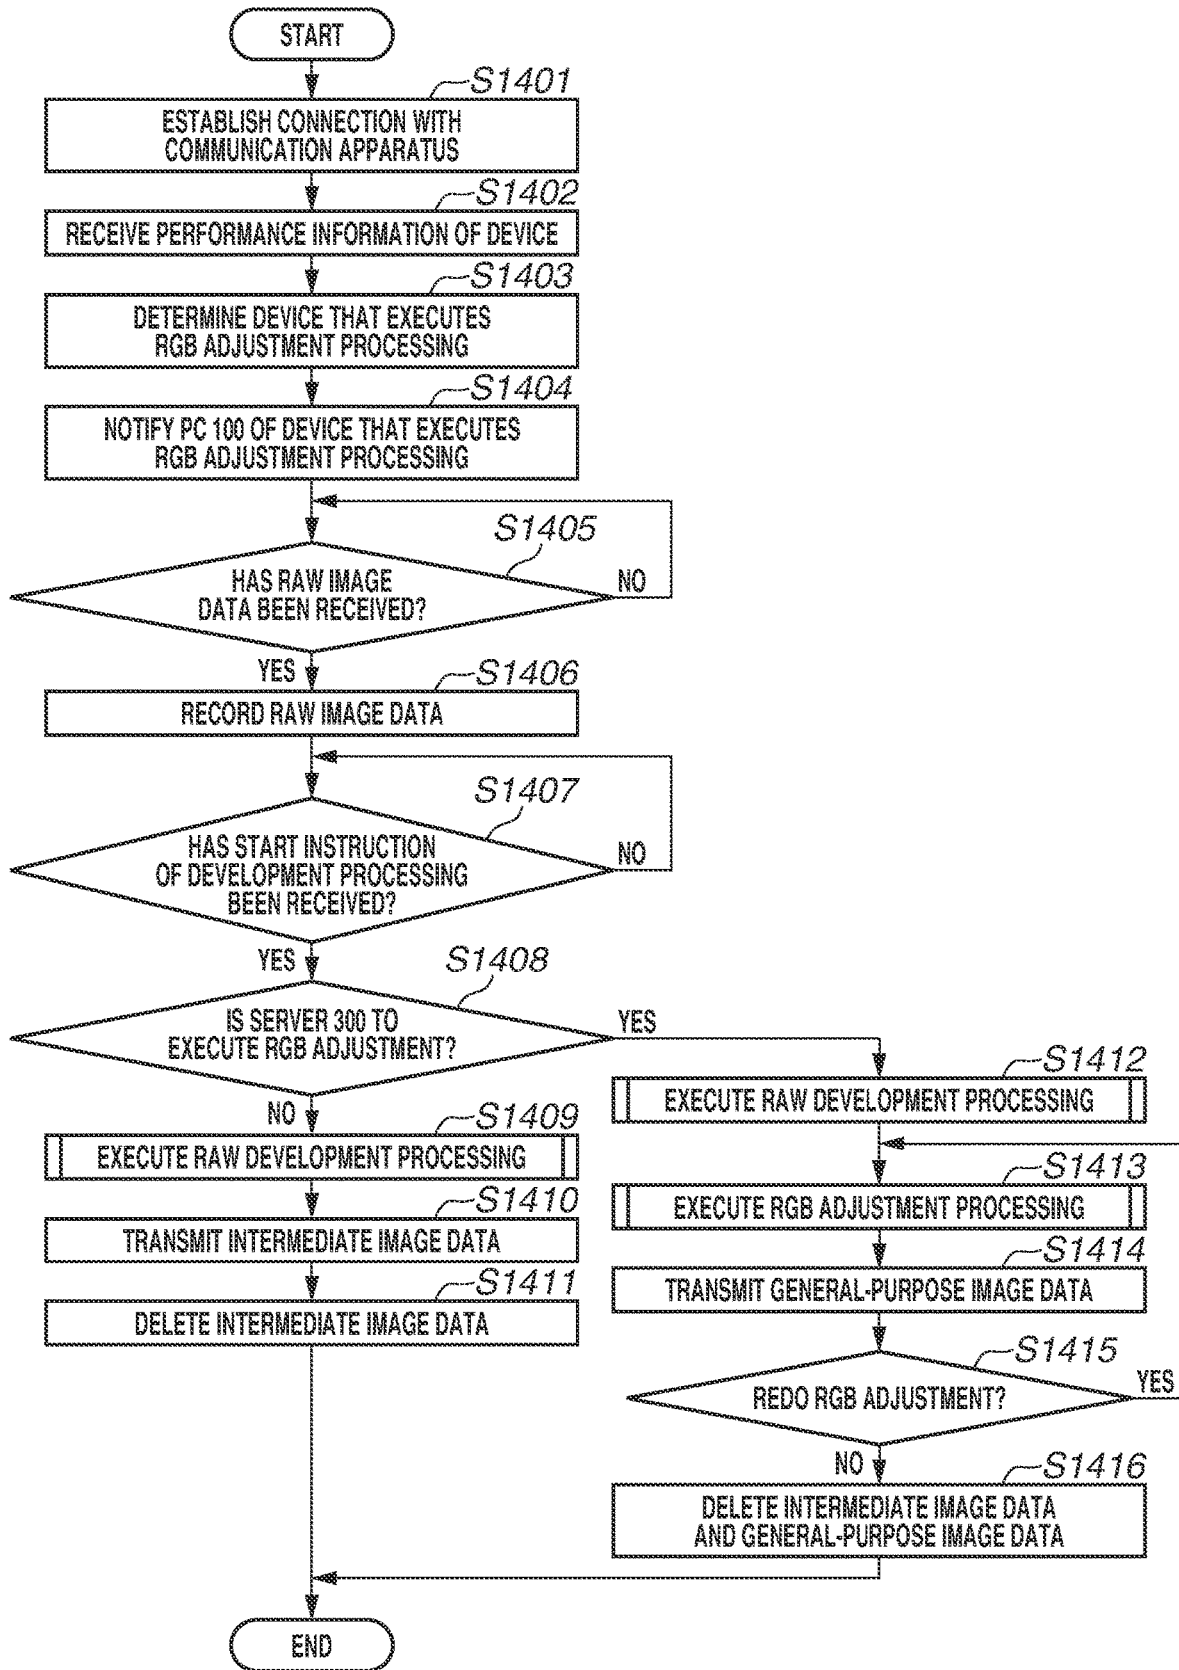 START
S1401
ESTABLISH CONNECTION WITH
COMMUNICATION APPARATUS
S1402
RECEIVE PERFORMANCE INFORMATION OF DEVICE
S1403
DETERMINE DEVICE THAT EXECUTES
RGB ADJUSTMENT PROCESSING
S1404
NOTIFY PC 100 OF DEVICE THAT EXECUTES
RGB ADJUSTMENT PROCESSING
S1405
HAS RAW IMAGE
DATA BEEN RECEIVED?
NO
YES
S1406
RECORD RAW IMAGE DATA
S1407
HAS START INSTRUCTION
OF DEVELOPMENT PROCESSING
BEEN RECEIVED?
NO
YES
S1408
IS SERVER 300 TO
EXECUTE RGB ADJUSTMENT?
YES
NO
S1409
EXECUTE RAW DEVELOPMENT PROCESSING
S1410
TRANSMIT INTERMEDIATE IMAGE DATA
S1411
DELETE INTERMEDIATE IMAGE DATA
S1412
EXECUTE RAW DEVELOPMENT PROCESSING
S1413
EXECUTE RGB ADJUSTMENT PROCESSING
S1414
TRANSMIT GENERAL-PURPOSE IMAGE DATA
S1415
REDO RGB ADJUSTMENT?
YES
NO
S1416
DELETE INTERMEDIATE IMAGE DATA
AND GENERAL-PURPOSE IMAGE DATA
END